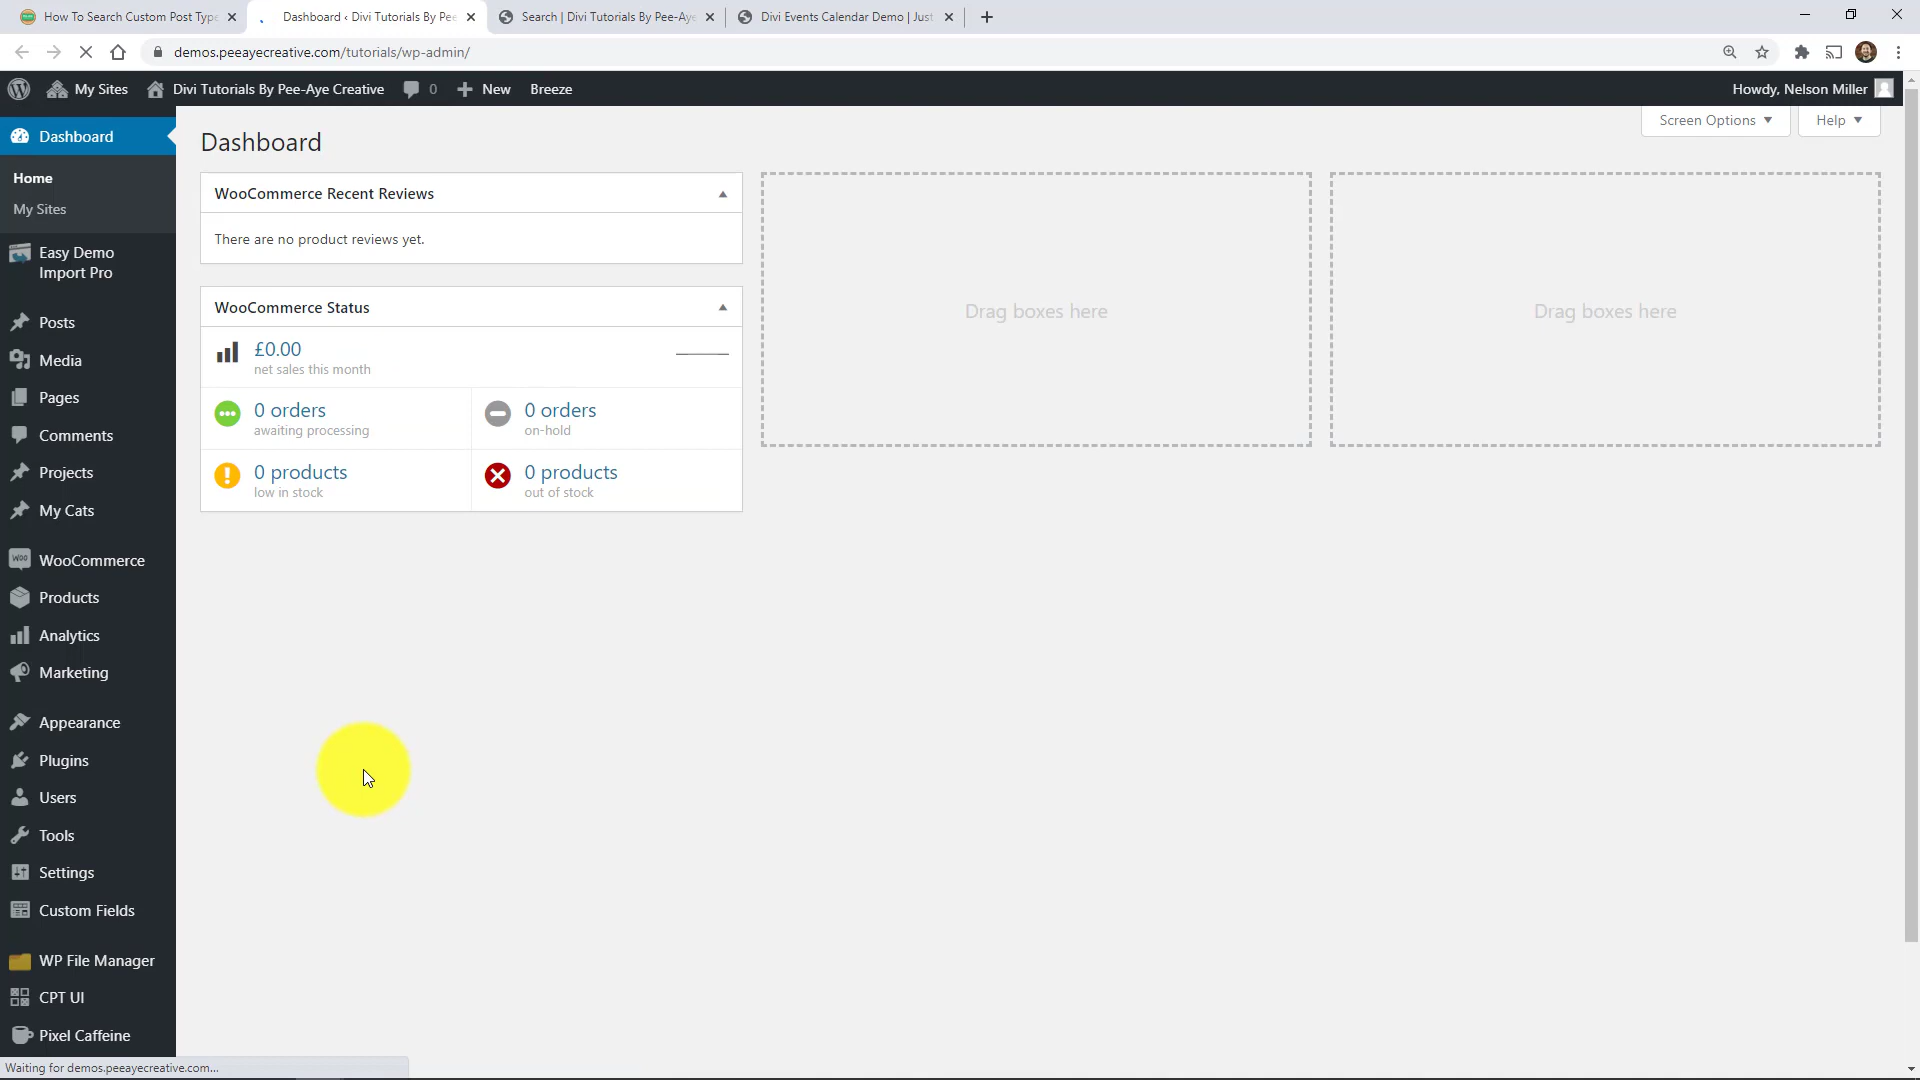 How To Search Custom Post Type
Dashboard ‹ Divi Tutorials By Pee
Search | Divi Tutorials By Pee-Aye
Divi Events Calendar Demo | Just
demos.peeayecreative.com/tutorials/wp-admin/
My Sites
Divi Tutorials By Pee-Aye Creative
0
New
Breeze
Howdy, Nelson Miller
Screen Options
Help
Dashboard
Home
My Sites
Easy Demo
Import Pro
Posts
Media
Pages
Comments
Projects
My Cats
WOO
WooCommerce
Products
Analytics
Marketing
Appearance
Plugins
Users
Tools
Settings
Custom Fields
WP File Manager
CPT UI
Pixel Caffeine
Dashboard
WooCommerce Recent Reviews
There are no product reviews yet.
WooCommerce Status
£0.00
net sales this month
0 orders
awaiting processing
0 orders
on-hold
0 products
low in stock
0 products
out of stock
Drag boxes here
Drag boxes here
Waiting for demos.peeayecreative.com...